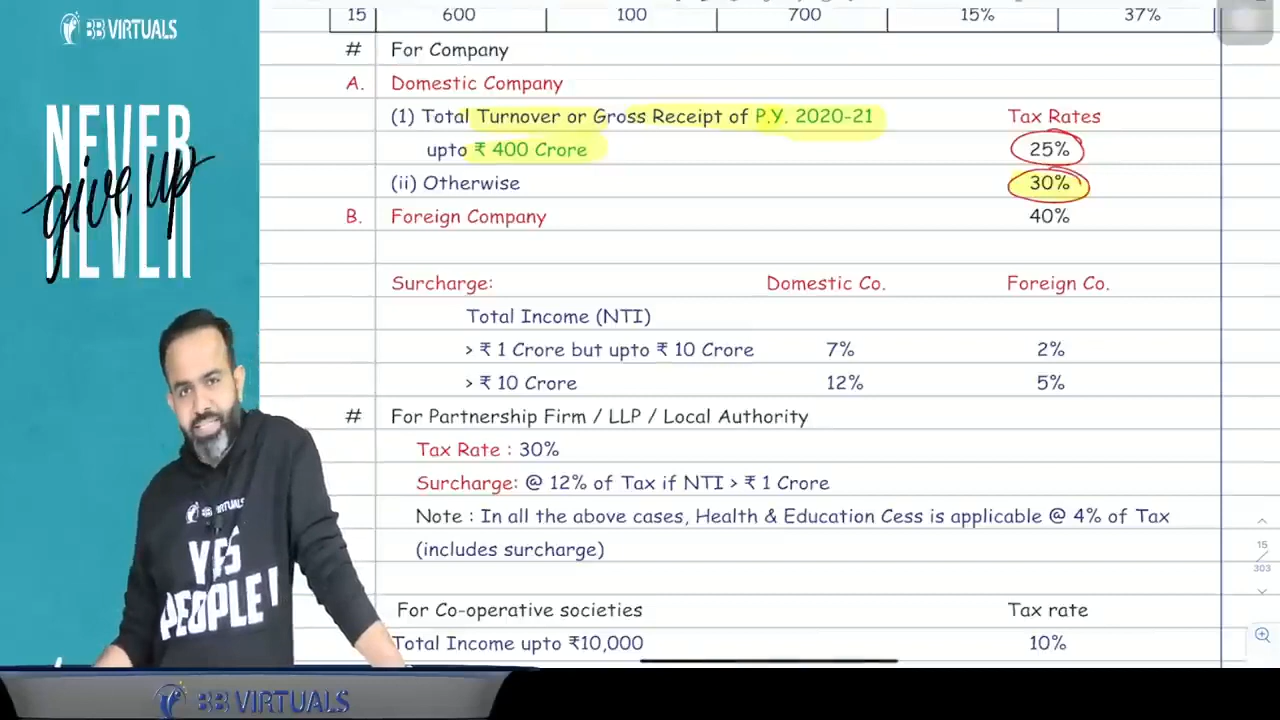 BB VIRTUALS
NEVER
give up
NEVER
BB VIRTUALS
YES
PEOPLE!
15 600 100 700 15% 37%
# For Company
A. Domestic Company
(1) Total Turnover or Gross Receipt of P.Y. 2020-21 Tax Rates
upto ₹ 400 Crore 25%
(ii) Otherwise 30%
B. Foreign Company 40%
Surcharge: Domestic Co. Foreign Co.
Total Income (NTI)
> ₹ 1 Crore but upto ₹ 10 Crore 7% 2%
> ₹ 10 Crore 12% 5%
# For Partnership Firm / LLP / Local Authority
Tax Rate : 30%
Surcharge: @ 12% of Tax if NTI > ₹ 1 Crore
Note : In all the above cases, Health & Education Cess is applicable @ 4% of Tax
(includes surcharge)
For Co-operative societies Tax rate
Total Income upto ₹10,000 10%
15
303
BB VIRTUALS